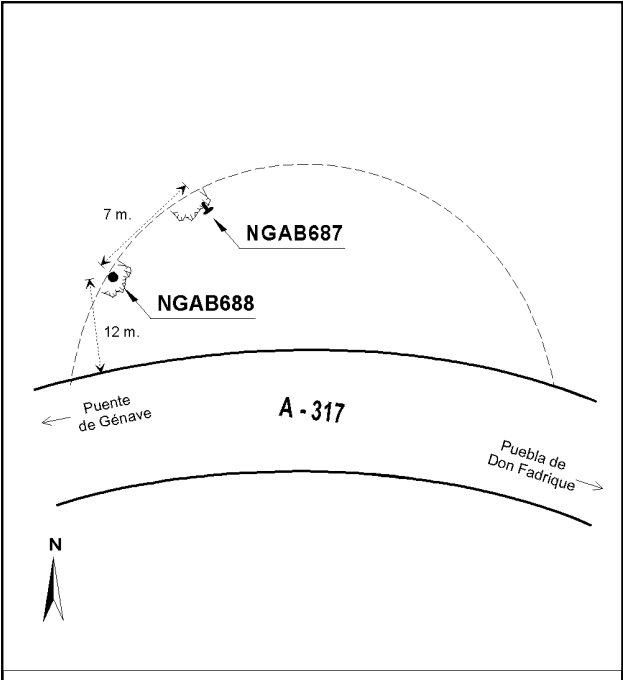 7 m.
NGAB687
NGAB688
12 m.
Puente
de Génave
A - 317
Puebla de
Don Fadrique
N